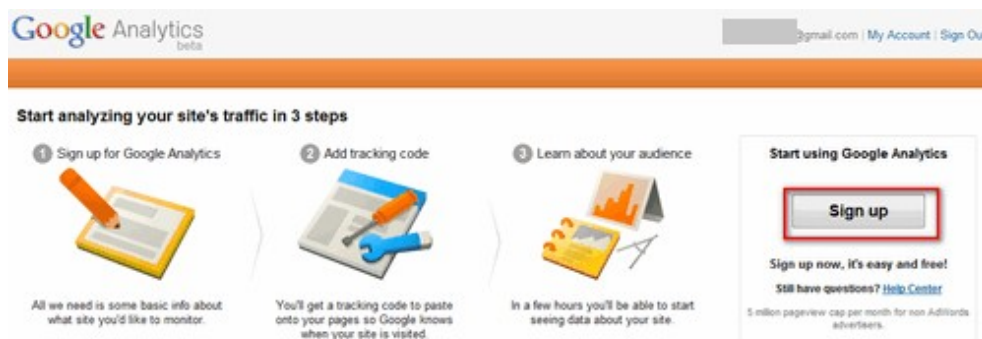 Google Analytics
beta
@gmail.com | My Account | Sign Ou
Start analyzing your site's traffic in 3 steps
1 Sign up for Google Analytics
2 Add tracking code
3 Learn about your audience
Start using Google Analytics
Sign up
All we need is some basic info about
what site you'd like to monitor.
You'll get a tracking code to paste
onto your pages so Google knows
when your site is visited.
In a few hours you'll be able to start
seeing data about your site.
Sign up now, it's easy and free!
Still have questions? Help Center
5 million pageview cap per month for non AdWords
advertisers.